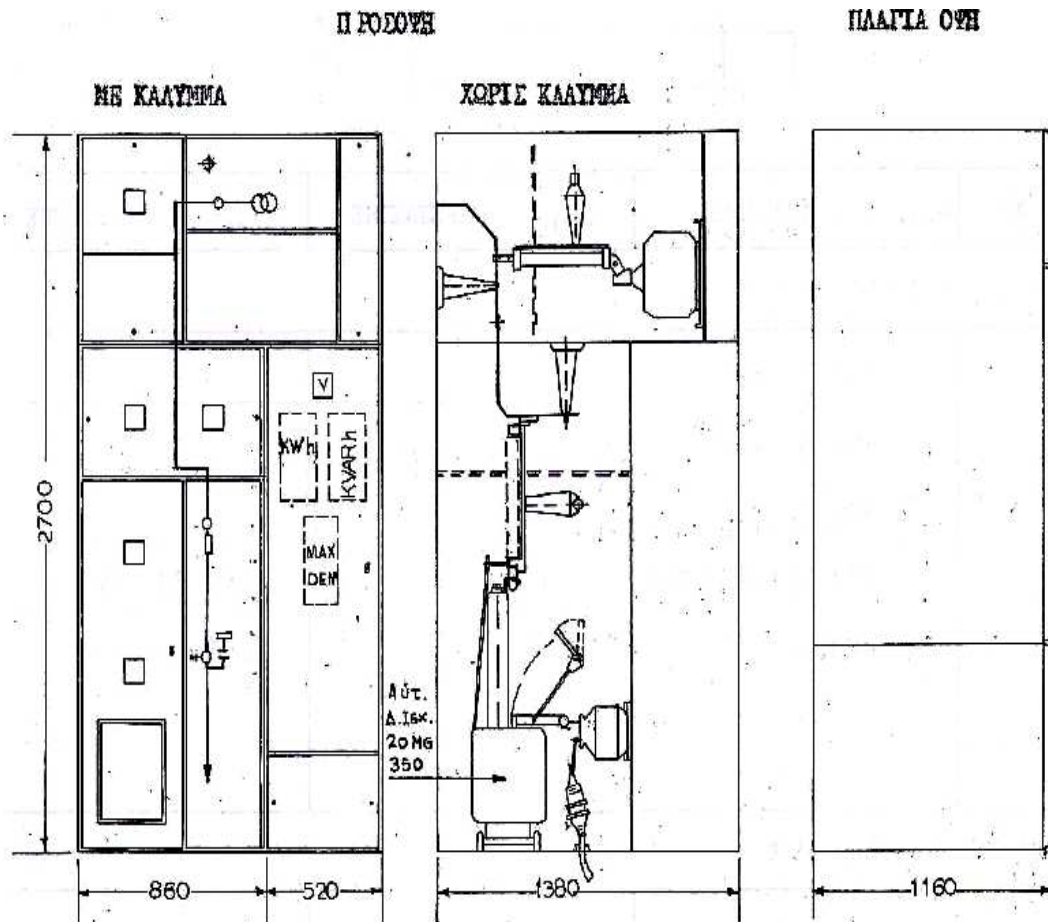 ΠΡΟΣΟΨΗ
ΠΛΑΓΙΑ ΟΨΗ
ΜΕ ΚΑΛΥΜΜΑ
ΧΩΡΙΣ ΚΑΛΥΜΜΑ
2700
V
KWh
KVARh
MAX
DEM
Αὐτ.
Δ.Ισχ.
20MG
350
860
520
1380
1160